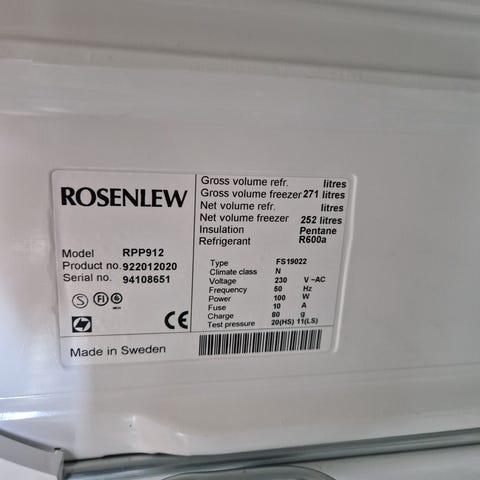 ROSENLEW
Model RPP912
Product no. 922012020
Serial no. 94108651
S FI
CE
Made in Sweden
Gross volume refr. litres
Gross volume freezer 271 litres
Net volume refr. litres
Net volume freezer 252 litres
Insulation Pentane
Refrigerant R600a
Type FS19022
Climate class N
Voltage 230 V ~AC
Frequency 50 Hz
Power 100 W
Fuse 10 A
Charge 80 g
Test pressure 20(HS) 11(LS)